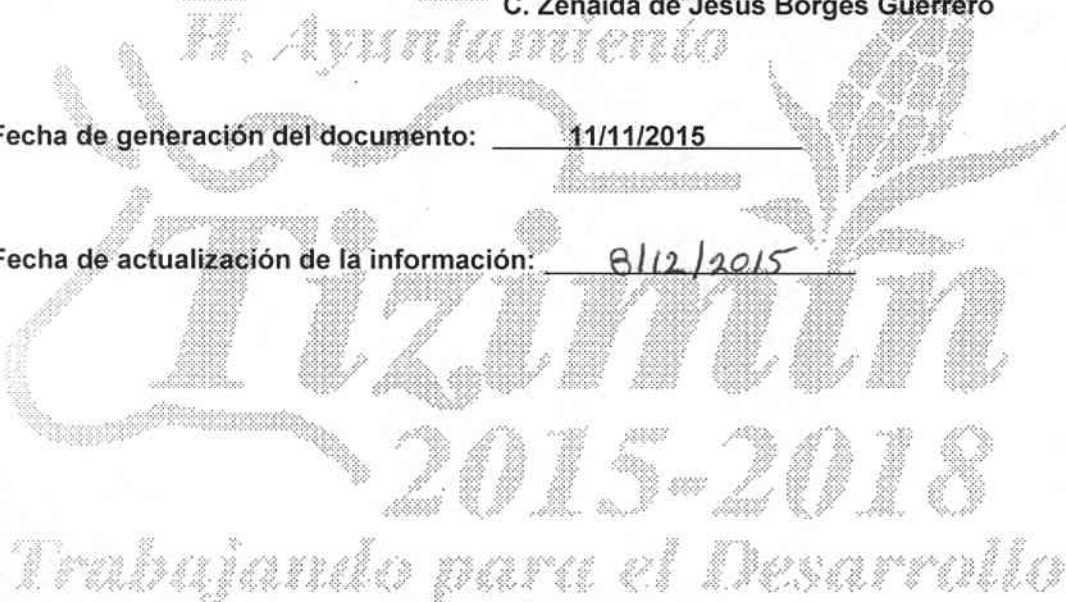 C. Zenaida de Jesús Borges Guerrero
H. Ayuntamiento
Fecha de generación del documento: 11/11/2015
Fecha de actualización de la información: 8/12/2015
Tizimín
2015-2018
Trabajando para el Desarrollo